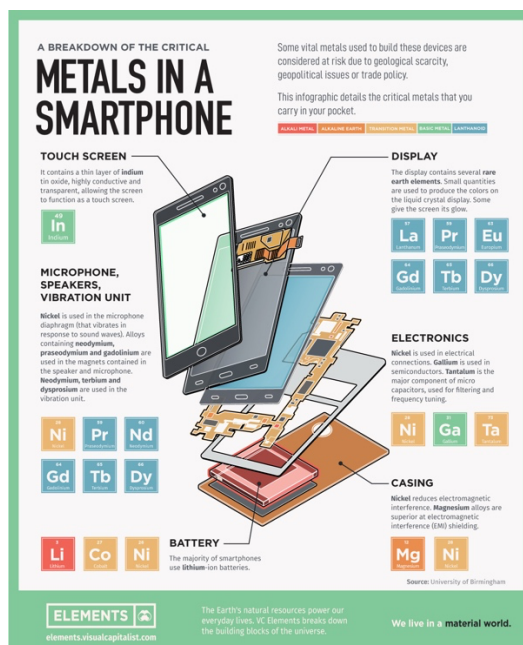 A BREAKDOWN OF THE CRITICAL
METALS IN A
SMARTPHONE
Some vital metals used to build these devices are
considered at risk due to geological scarcity,
geopolitical issues or trade policy.
This infographic details the critical metals that you
carry in your pocket.
ALKALI METAL
ALKALINE EARTH
TRANSITION METAL
BASIC METAL
LANTHANOID
TOUCH SCREEN
It contains a thin layer of indium
tin oxide, highly conductive and
transparent, allowing the screen
to function as a touch screen.
49
In
Indium
DISPLAY
The display contains several rare
earth elements. Small quantities
are used to produce the colors on
the liquid crystal display. Some
give the screen its glow.
La
Lanthanum
Pr
Praseodymium
Eu
Europium
Gd
Gadolinium
Tb
Terbium
Dy
Dysprosium
MICROPHONE,
SPEAKERS,
VIBRATION UNIT
Nickel is used in the microphone
diaphragm (that vibrates in
response to sound waves). Alloys
containing neodymium,
praseodymium and gadolinium are
used in the magnets contained in
the speaker and microphone.
Neodymium, terbium and
dysprosium are used in the
vibration unit.
Ni
Nickel
Pr
Praseodymium
Nd
Neodymium
Gd
Gadolinium
Tb
Terbium
Dy
Dysprosium
ELECTRONICS
Nickel is used in electrical
connections. Gallium is used in
semiconductors. Tantalum is the
major component of micro
capacitors, used for filtering and
frequency tuning.
Ni
Nickel
Ga
Gallium
Ta
Tantalum
CASING
Nickel reduces electromagnetic
interference. Magnesium alloys are
superior at electromagnetic
interference (EMI) shielding.
Mg
Magnesium
Ni
Nickel
Li
Lithium
Co
Cobalt
Ni
Nickel
BATTERY
The majority of smartphones
use lithium-ion batteries.
Source: University of Birmingham
ELEMENTS
elements.visualcapitalist.com
The Earth's natural resources power our
everyday lives. VC Elements breaks down
the building blocks of the universe.
We live in a material world.